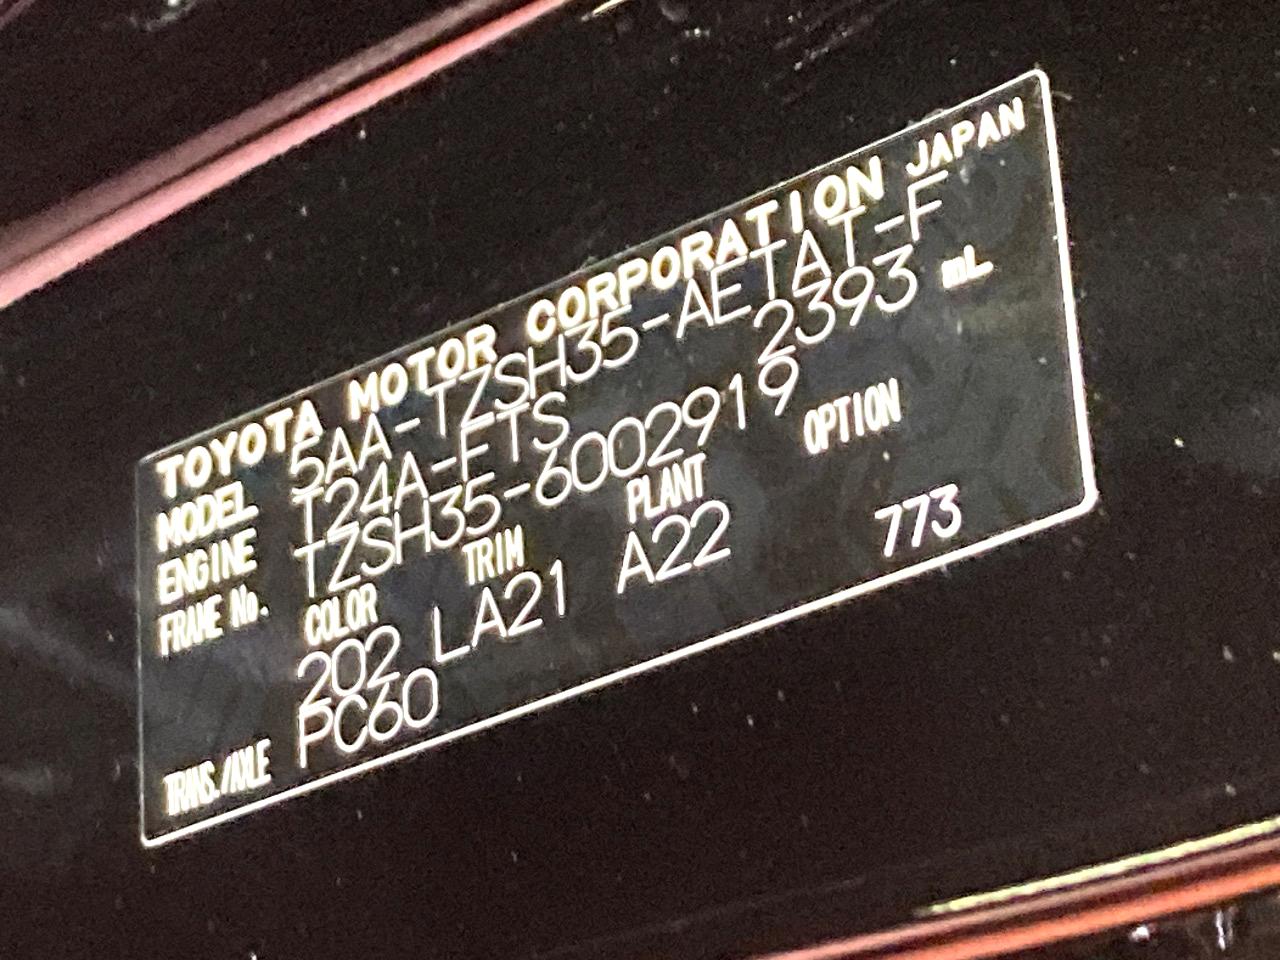 TOYOTA MOTOR CORPORATION JAPAN
MODEL 5AA-TZSH35-AETAT-F
ENGINE T24A-FTS 2393 mL
FRAME No. TZSH35-6002919
COLOR TRIM PLANT OPTION
202 LA21 A22 773
TRANS./AXLE PC60